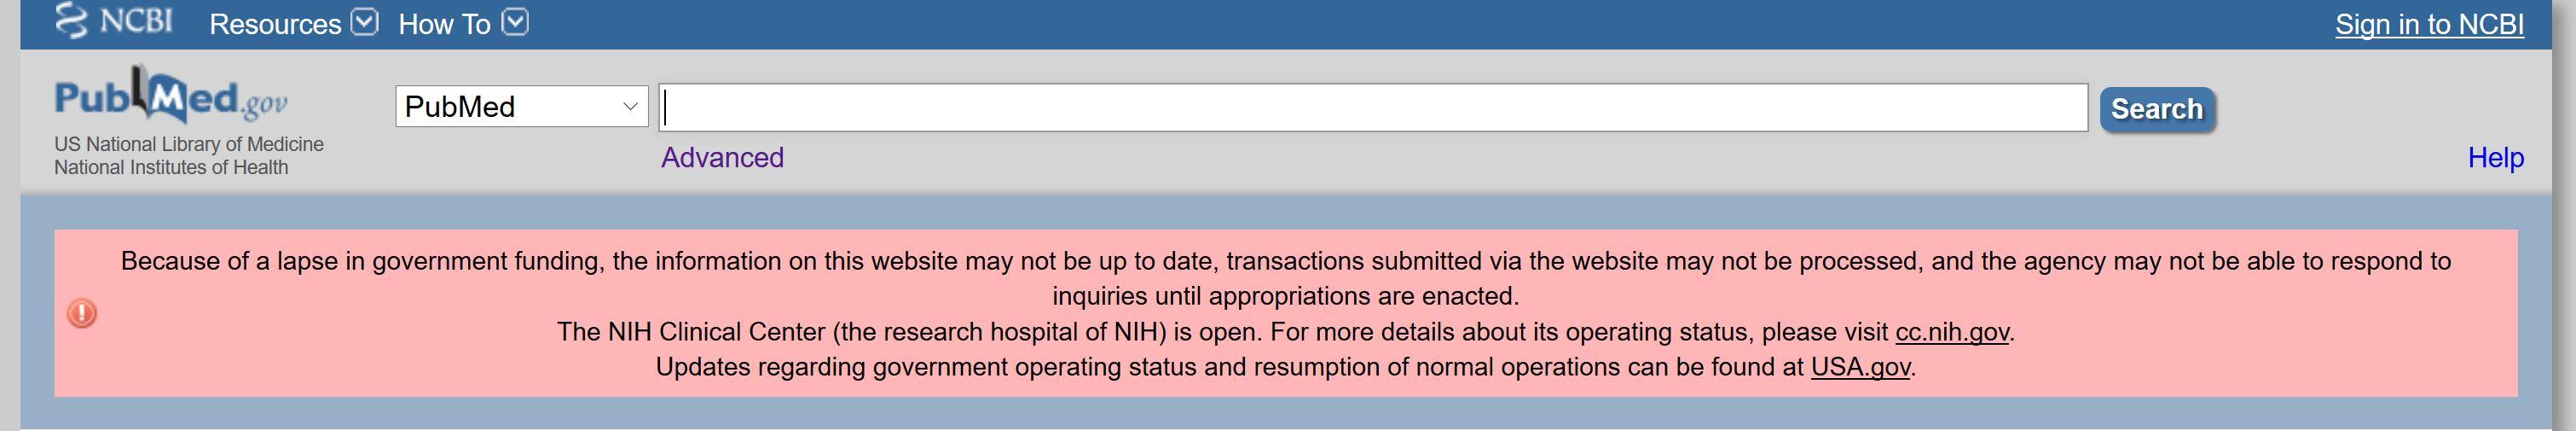 NCBI Resources How To Sign in to NCBI
PubMed.gov
US National Library of Medicine
National Institutes of Health
PubMed
Search
Advanced
Help
Because of a lapse in government funding, the information on this website may not be up to date, transactions submitted via the website may not be processed, and the agency may not be able to respond to
inquiries until appropriations are enacted.
The NIH Clinical Center (the research hospital of NIH) is open. For more details about its operating status, please visit cc.nih.gov.
Updates regarding government operating status and resumption of normal operations can be found at USA.gov.